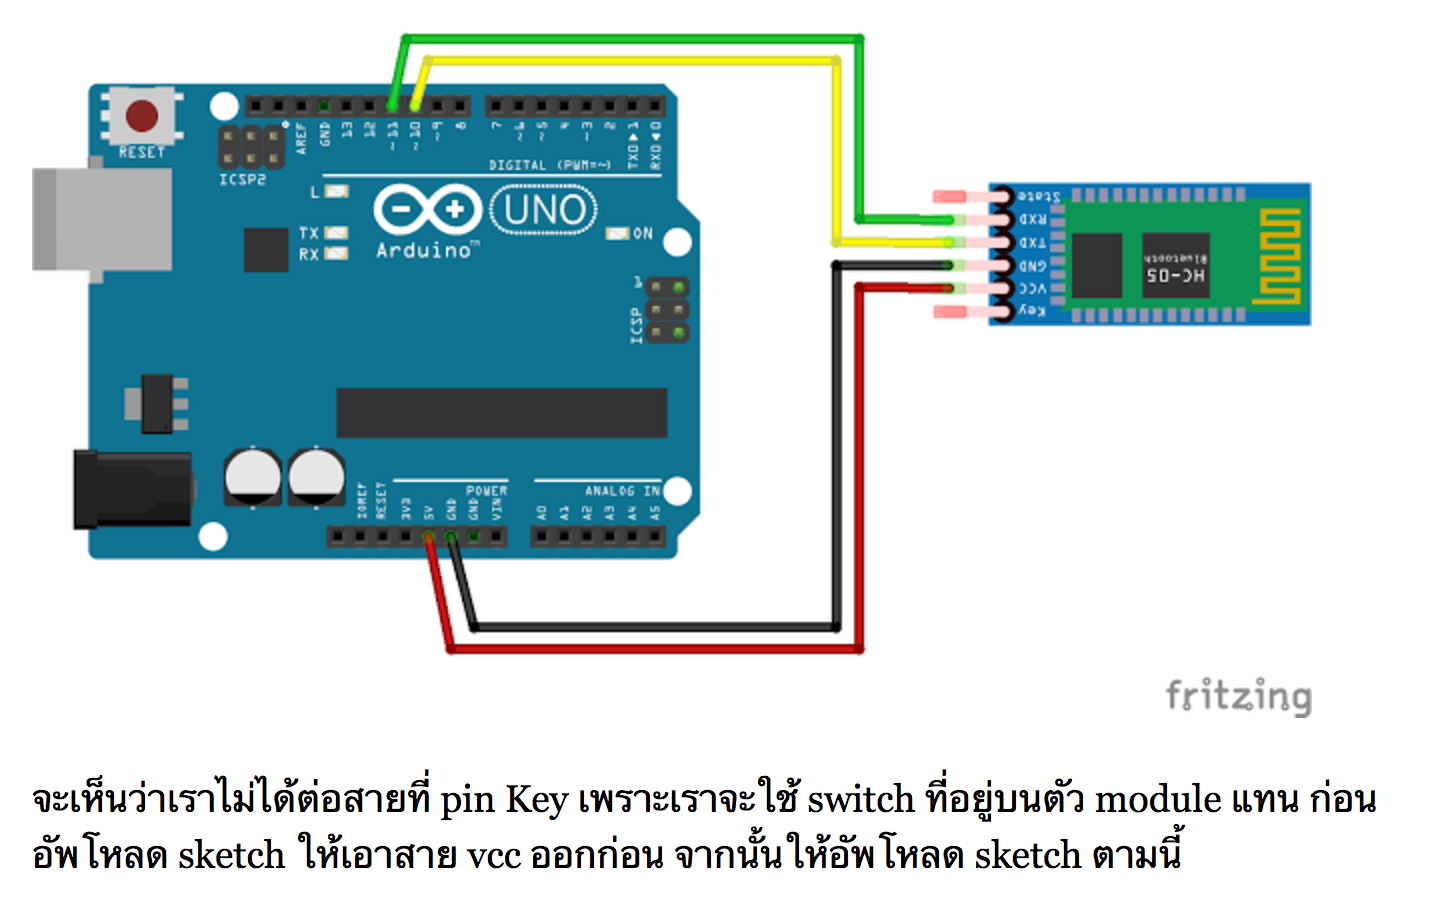 RESET
ICSP2
AREF
GND
13
12
~11
~10
~9
8
7
~6
~5
4
~3
2
TX0▶1
RX0◀0
DIGITAL (PWM=~)
L
TX
RX
UNO
Arduino™
ON
1
ICSP
State
RXD
TXD
GND
VCC
Key
HC-05
Bluetooth
IOREF
RESET
3V3
5V
GND
GND
VIN
POWER
ANALOG IN
A0
A1
A2
A3
A4
A5
fritzing
จะเห็นว่าเราไม่ได้ต่อสายที่ pin Key เพราะเราจะใช้ switch ที่อยู่บนตัว module แทน ก่อน
อัพโหลด sketch ให้เอาสาย vcc ออกก่อน จากนั้นให้อัพโหลด sketch ตามนี้